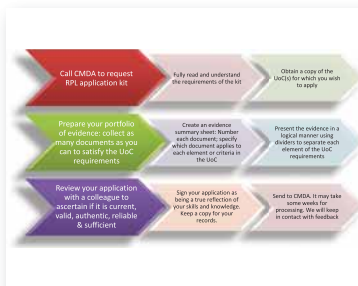 Call CMDA to request
RPL application kit
Fully read and understand
the requirements of the kit
Obtain a copy of the
UoC(s) for which you wish
to apply
Prepare your portfolio
of evidence: collect as
many documents as you
can to satisfy the UoC
requirements
Create an evidence
summary sheet: Number
each document; specify
which document applies to
each element or criteria in
the UoC
Present the evidence in a
logical manner using
dividers to separate each
element of the UoC
requirements
Review your application
with a colleague to
ascertain if it is current,
valid, authentic, reliable
& sufficient
Sign your application as
being a true reflection of
your skills and knowledge.
Keep a copy for your
records.
Send to CMDA. It may take
some weeks for
processing. We will keep
in contact with feedback